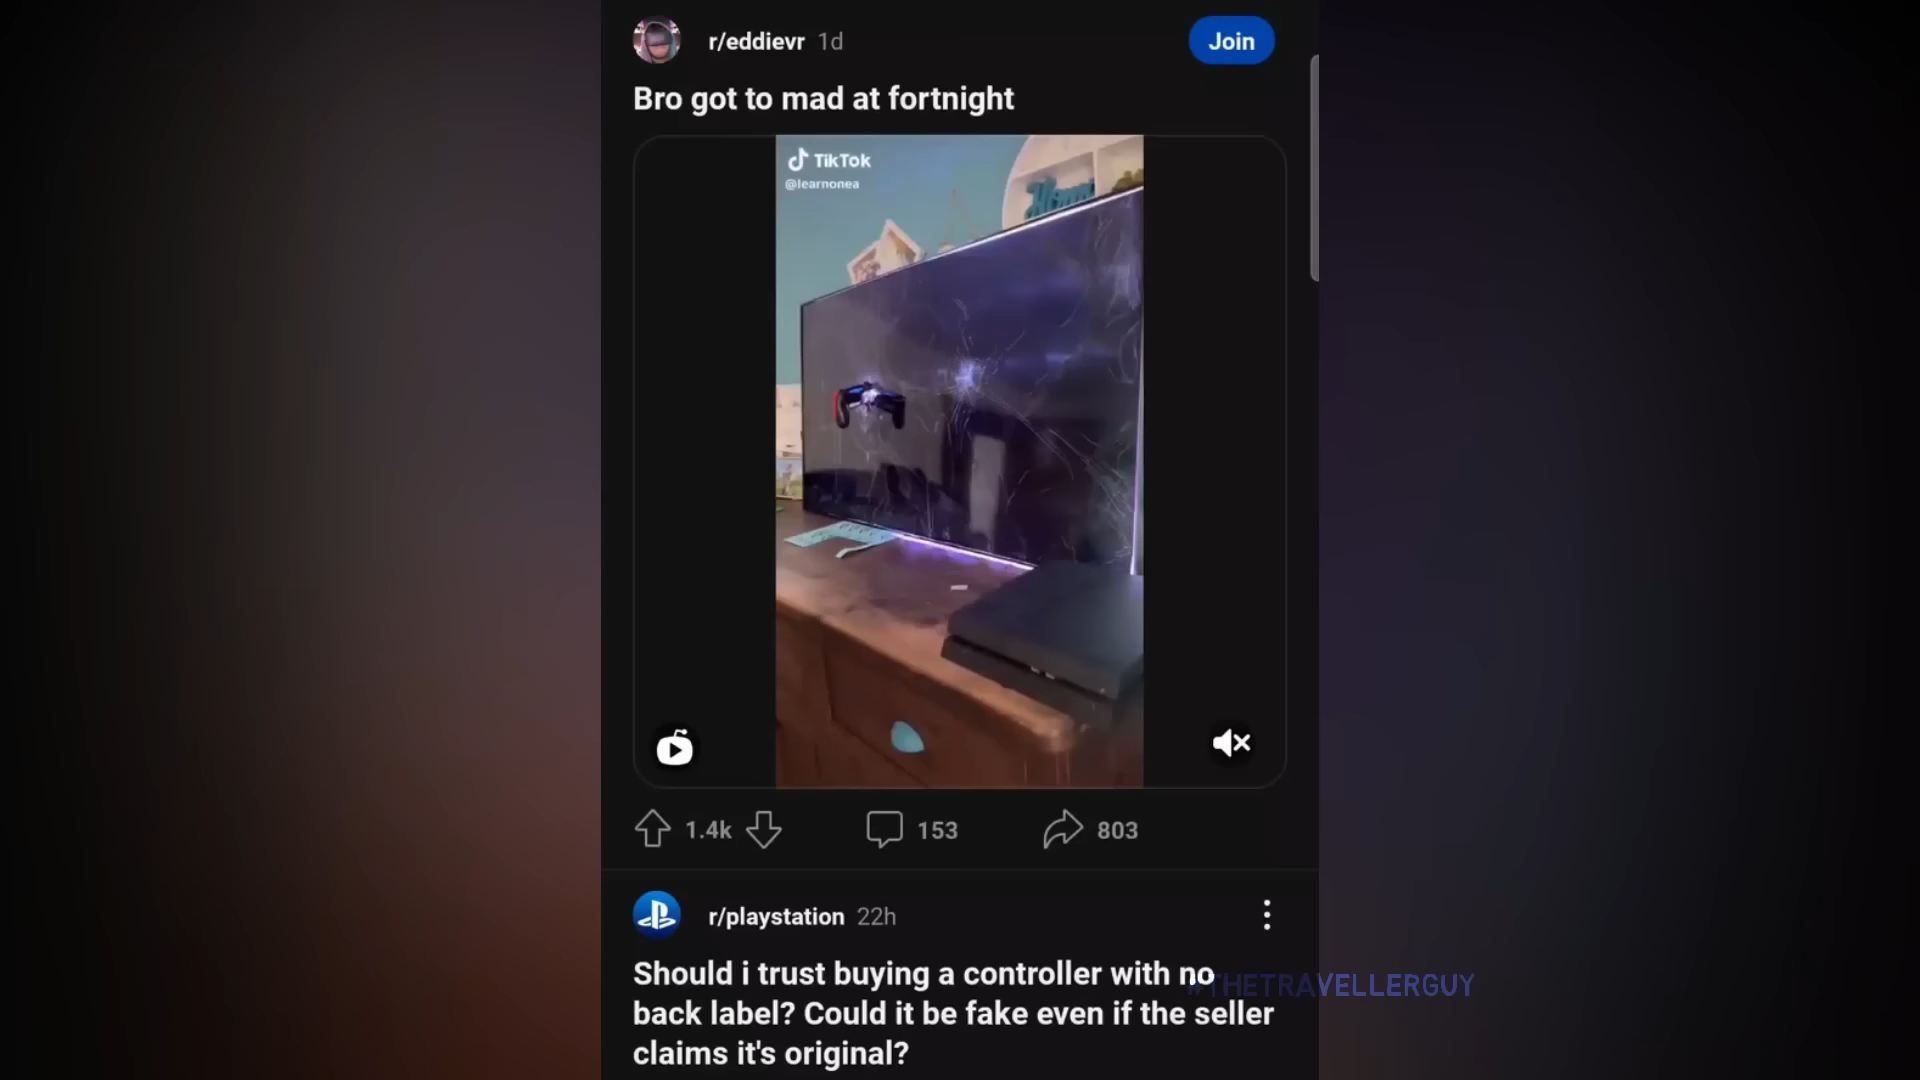 r/eddievr 1d
Join
Bro got to mad at fortnight
TikTok
@learnonea
Home
1.4k
153
803
r/playstation 22h
Should i trust buying a controller with no
back label? Could it be fake even if the seller
claims it's original?
#THETRAVELLERGUY